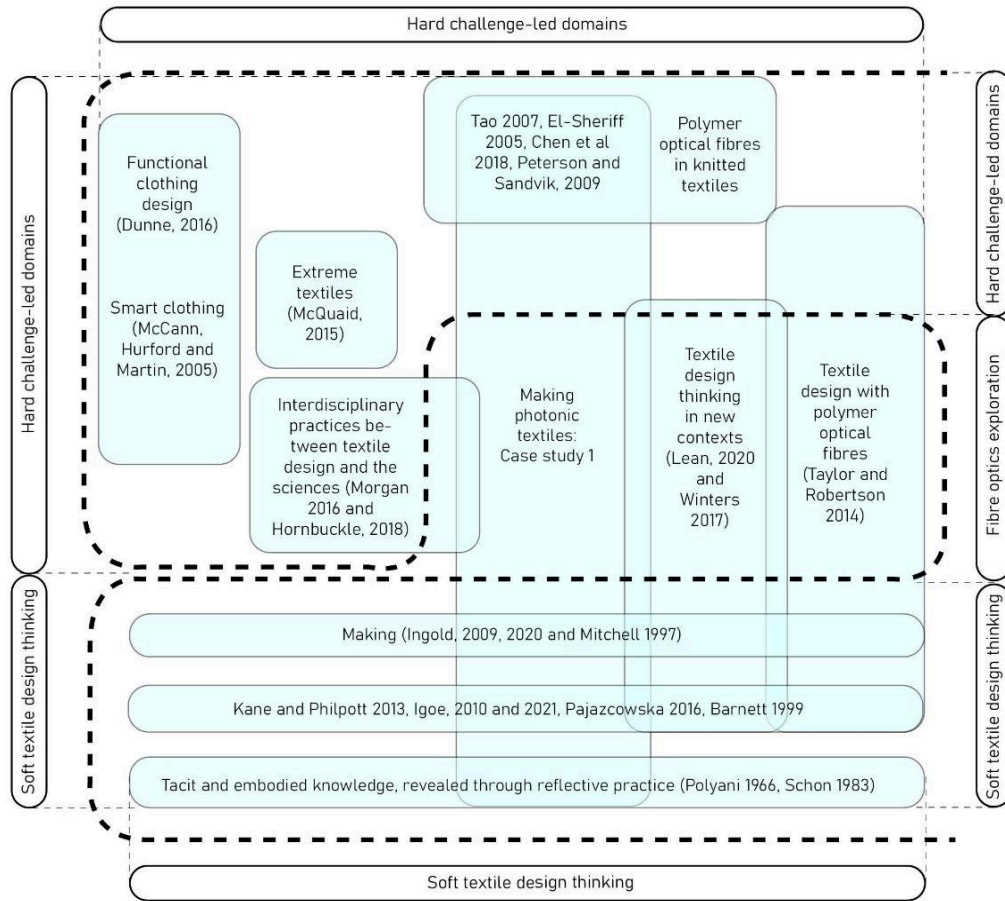 Hard challenge-led domains
Hard challenge-led domains
Hard challenge-led domains
Functional
clothing
design
(Dunne, 2016)
Smart clothing
(McCann,
Hurford and
Martin, 2005)
Extreme
textiles
(McQuaid,
2015)
Interdisciplinary
practices be-
tween textile
design and the
sciences (Morgan
2016 and
Hornbuckle, 2018)
Tao 2007, El-Sheriff
2005, Chen et al
2018, Peterson and
Sandvik, 2009
Polymer
optical fibres
in knitted
textiles
Making
photonic
textiles:
Case study 1
Textile
design
thinking
in new
contexts
(Lean, 2020
and
Winters
2017)
Textile
design with
polymer
optical
fibres
(Taylor and
Robertson
2014)
Fibre optics exploration
Soft textile design thinking
Making (Ingold, 2009, 2020 and Mitchell 1997)
Kane and Philpott 2013, Igoe, 2010 and 2021, Pajazcowska 2016, Barnett 1999
Tacit and embodied knowledge, revealed through reflective practice (Polyani 1966, Schon 1983)
Soft textile design thinking
Soft textile design thinking